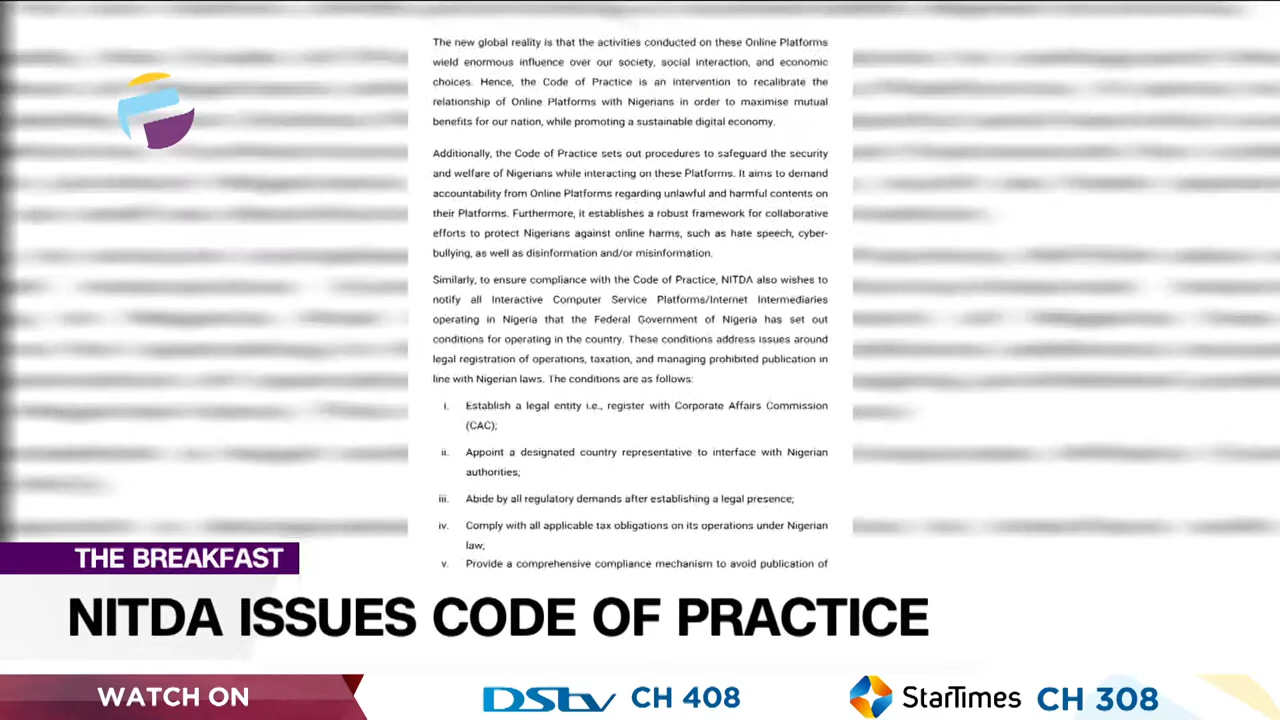 The new global reality is that the activities conducted on these Online Platforms
wield enormous influence over our society, social interaction, and economic
choices. Hence, the Code of Practice is an intervention to recalibrate the
relationship of Online Platforms with Nigerians in order to maximise mutual
benefits for our nation, while promoting a sustainable digital economy.
Additionally, the Code of Practice sets out procedures to safeguard the security
and welfare of Nigerians while interacting on these Platforms. It aims to demand
accountability from Online Platforms regarding unlawful and harmful contents on
their Platforms. Furthermore, it establishes a robust framework for collaborative
efforts to protect Nigerians against online harms, such as hate speech, cyber-
bullying, as well as disinformation and/or misinformation.
Similarly, to ensure compliance with the Code of Practice, NITDA also wishes to
notify all Interactive Computer Service Platforms/Internet Intermediaries
operating in Nigeria that the Federal Government of Nigeria has set out
conditions for operating in the country. These conditions address issues around
legal registration of operations, taxation, and managing prohibited publication in
line with Nigerian laws. The conditions are as follows:
i. Establish a legal entity i.e., register with Corporate Affairs Commission
(CAC);
ii. Appoint a designated country representative to interface with Nigerian
authorities;
iii. Abide by all regulatory demands after establishing a legal presence;
iv. Comply with all applicable tax obligations on its operations under Nigerian
law;
v. Provide a comprehensive compliance mechanism to avoid publication of
THE BREAKFAST
NITDA ISSUES CODE OF PRACTICE
WATCH ON DStv CH 408 StarTimes CH 308